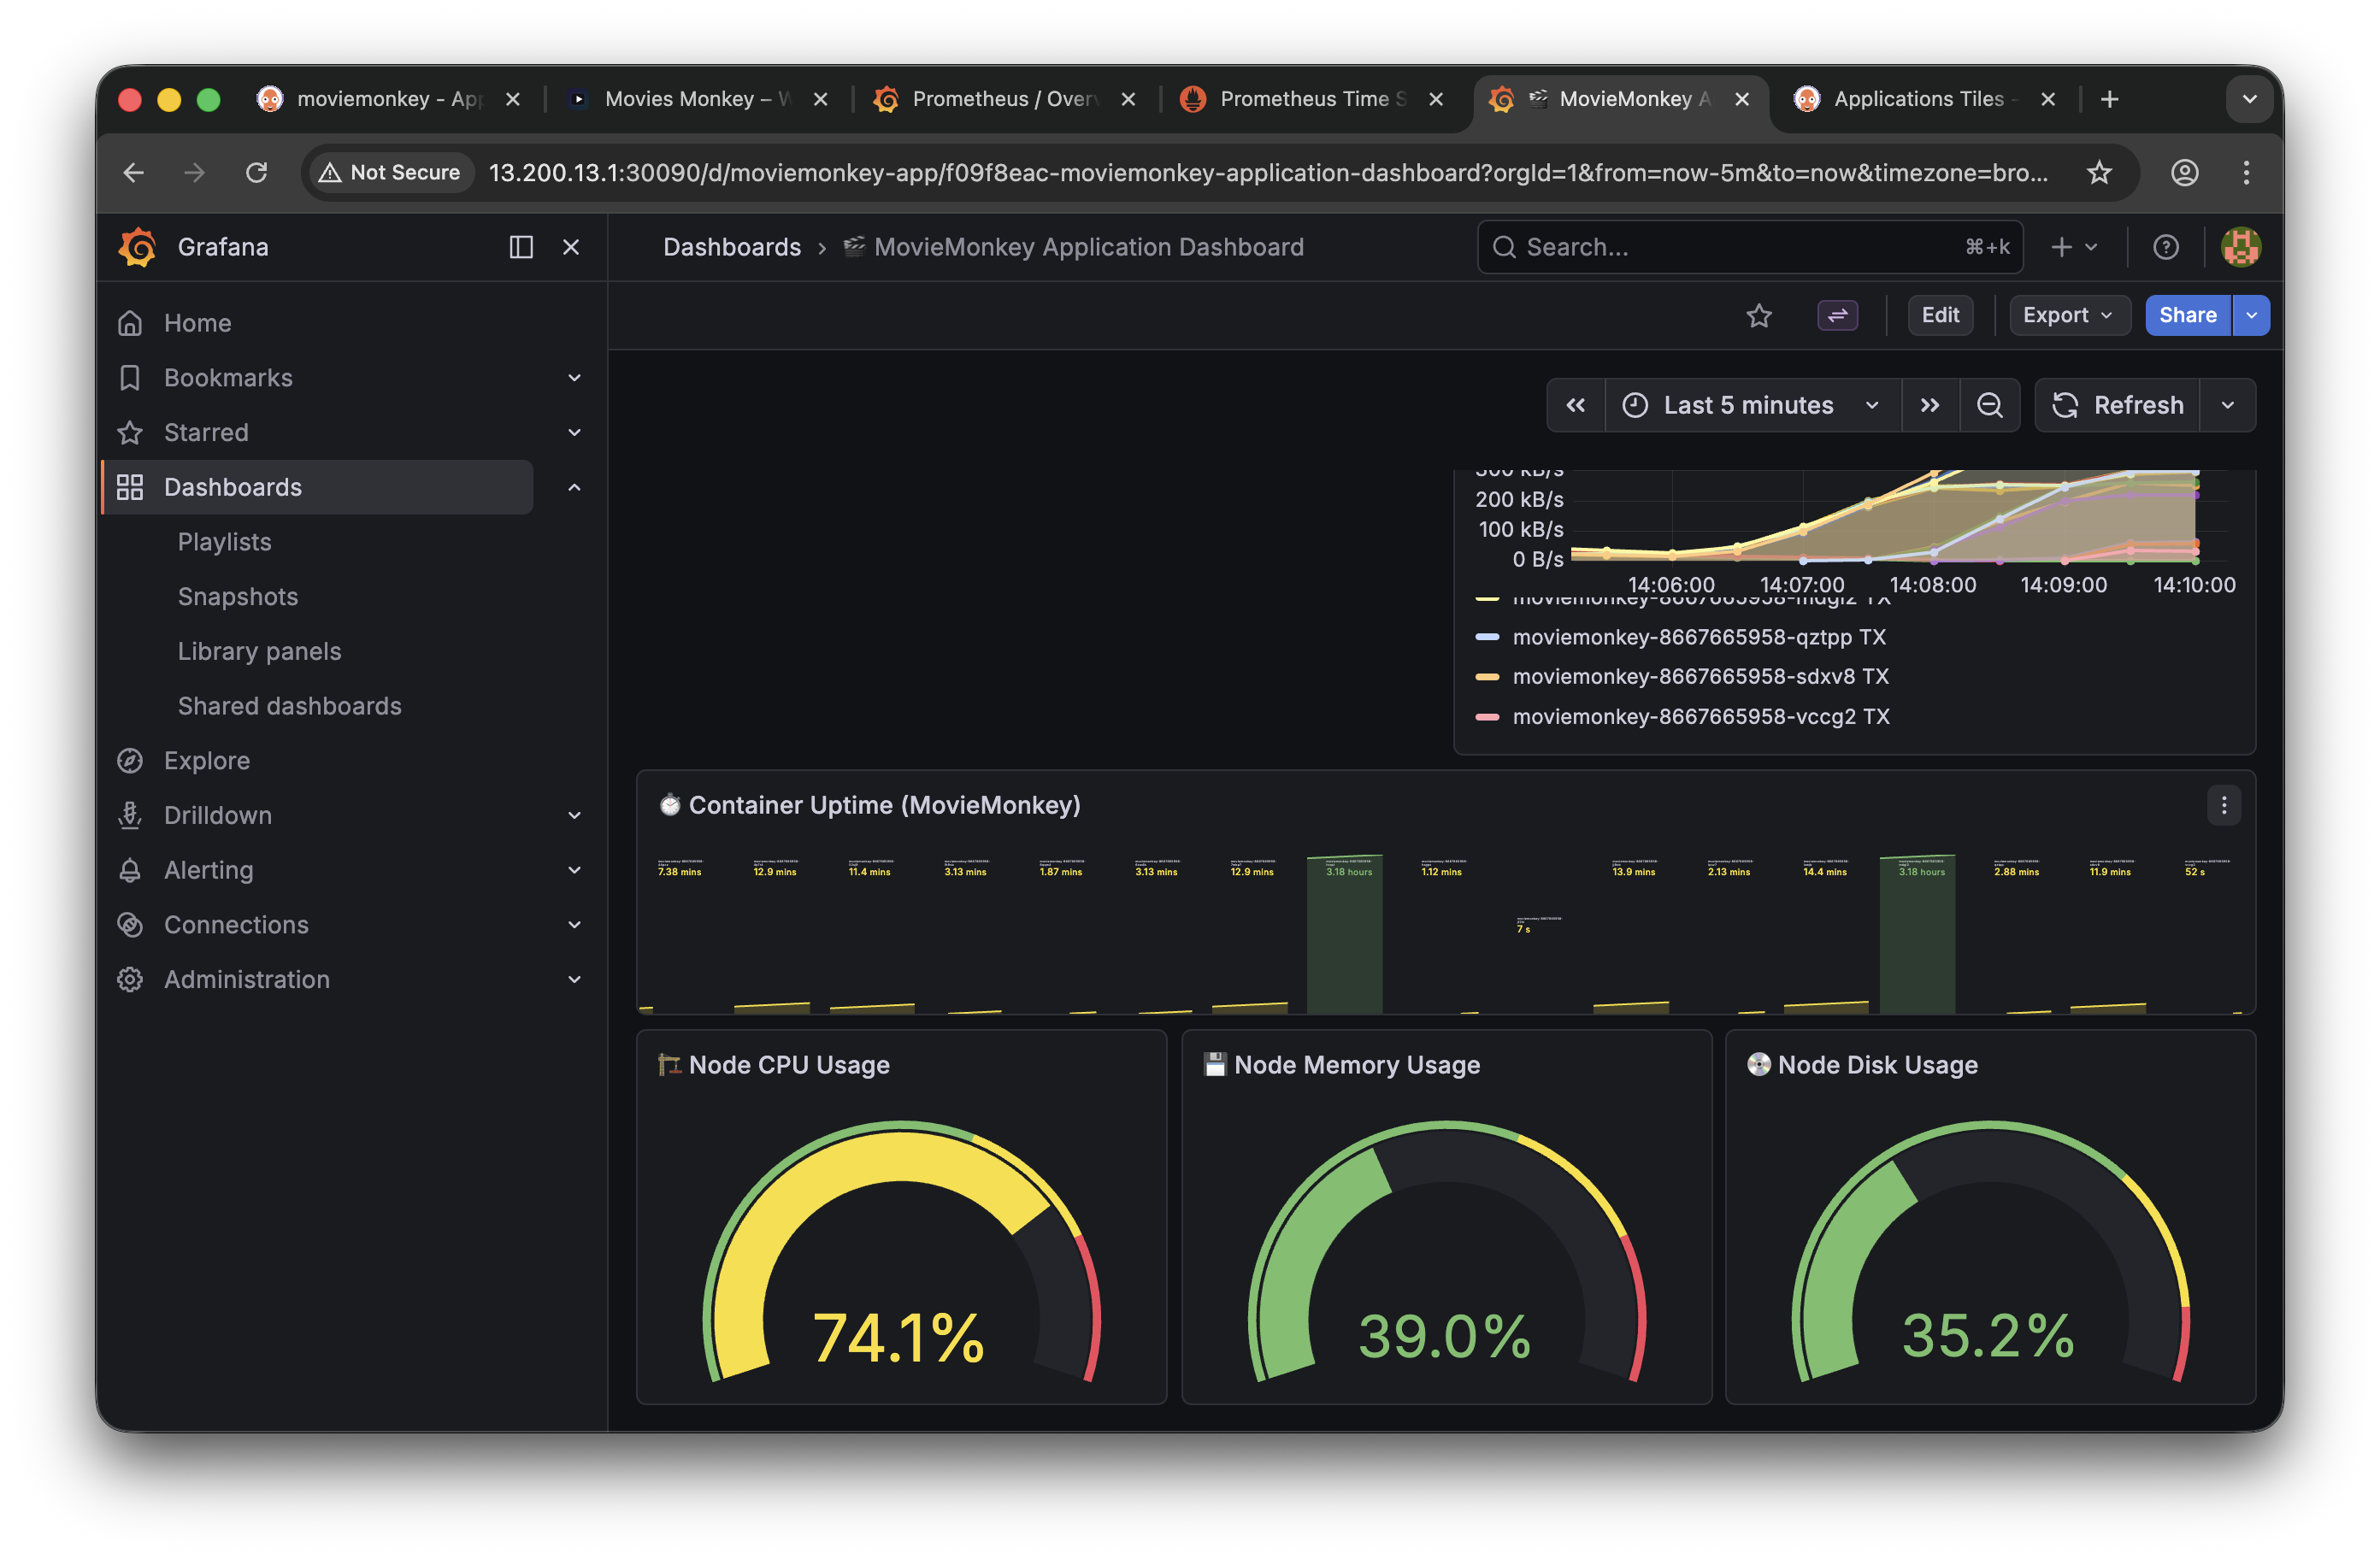 moviemonkey - Ap
Movies Monkey –
Prometheus / Over
Prometheus Time S
🎬 MovieMonkey A
Applications Tiles -
Not Secure
13.200.13.1:30090/d/moviemonkey-app/f09f8eac-moviemonkey-application-dashboard?orgId=1&from=now-5m&to=now&timezone=bro...
Grafana
Dashboards › 🎬 MovieMonkey Application Dashboard
Search...
⌘+k
Edit
Export
Share
Home
Bookmarks
Starred
Dashboards
Playlists
Snapshots
Library panels
Shared dashboards
Explore
Drilldown
Alerting
Connections
Administration
Last 5 minutes
Refresh
300 kB/s
200 kB/s
100 kB/s
0 B/s
14:06:00 14:07:00 14:08:00 14:09:00 14:10:00
moviemonkey-8667665958-qztpp TX
moviemonkey-8667665958-sdxv8 TX
moviemonkey-8667665958-vccg2 TX
⏱️ Container Uptime (MovieMonkey)
7.38 mins
12.9 mins
11.4 mins
3.13 mins
1.87 mins
3.13 mins
12.9 mins
3.18 hours
1.12 mins
7 s
13.9 mins
2.13 mins
14.4 mins
3.18 hours
2.88 mins
11.9 mins
52 s
🏗️ Node CPU Usage
74.1%
💾 Node Memory Usage
39.0%
💿 Node Disk Usage
35.2%